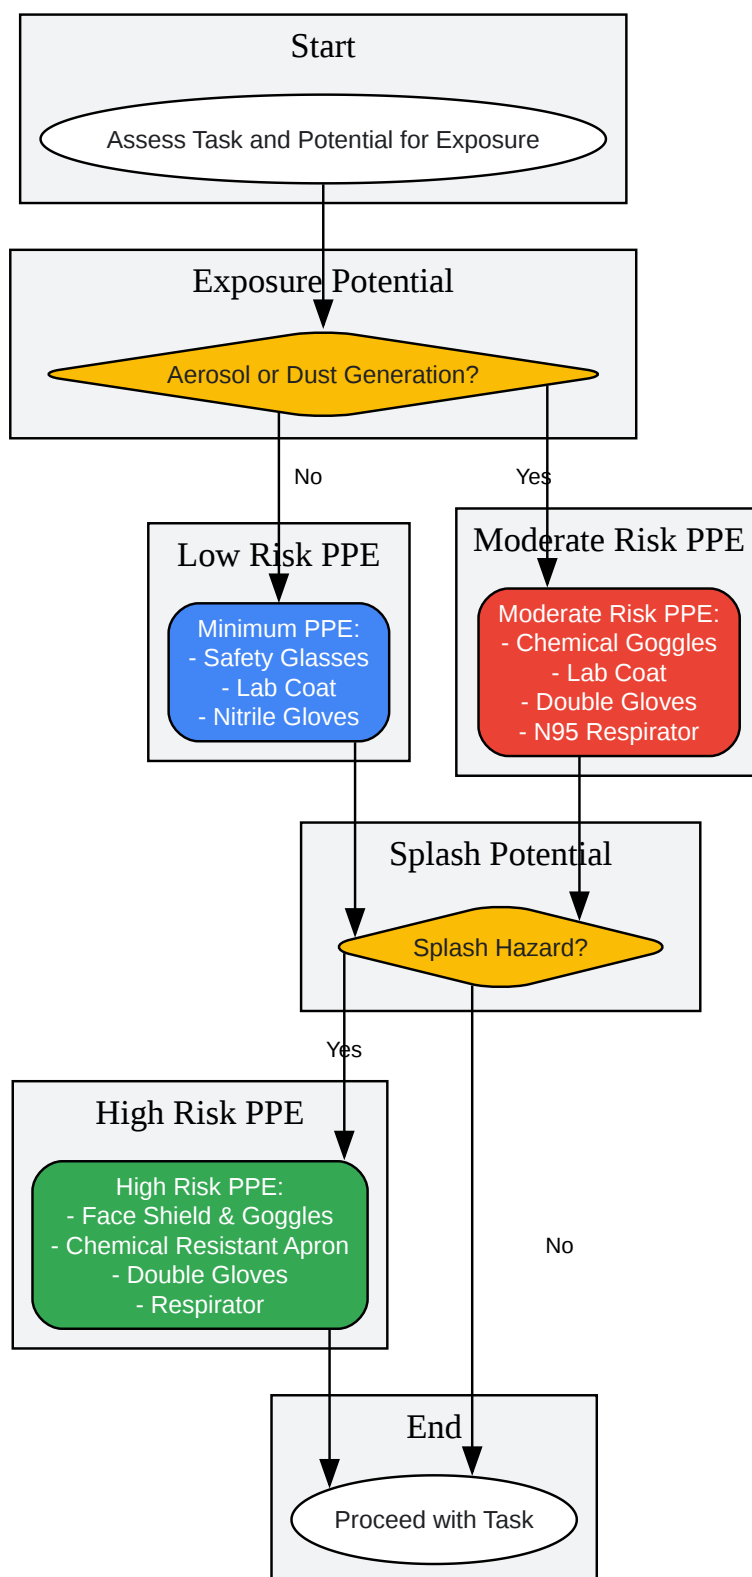 Start
Assess Task and Potential for Exposure
Exposure Potential
Aerosol or Dust Generation?
No
Yes
Low Risk PPE
Minimum PPE:
- Safety Glasses
- Lab Coat
- Nitrile Gloves
Moderate Risk PPE
Moderate Risk PPE:
- Chemical Goggles
- Lab Coat
- Double Gloves
- N95 Respirator
Splash Potential
Splash Hazard?
Yes
No
High Risk PPE
High Risk PPE:
- Face Shield & Goggles
- Chemical Resistant Apron
- Double Gloves
- Respirator
End
Proceed with Task